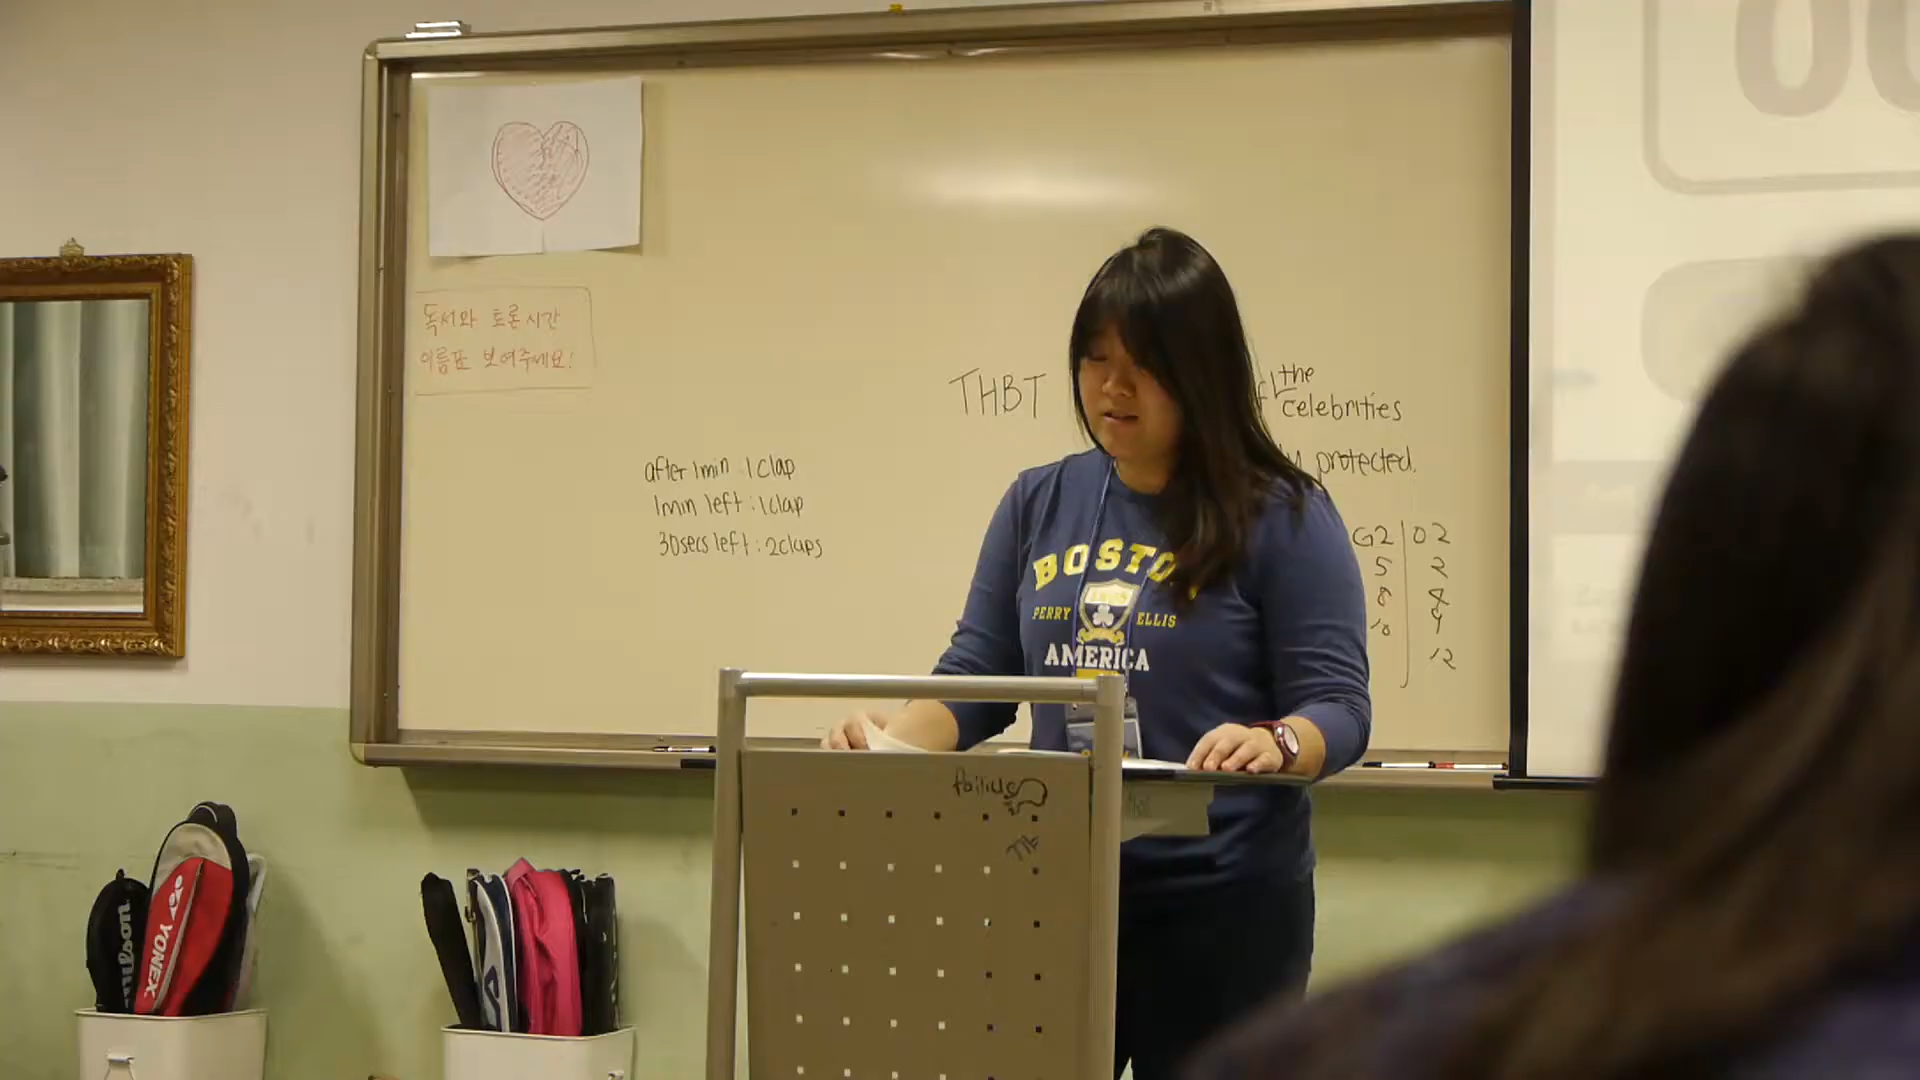 독서와 토론시간
이름표 보여주세요!
THBT
the
celebrities
protected.
after 1min : 1clap
1min left : 1clap
30secs left : 2claps
G2 | O2
5 | 2
8
10
12
BOSTON
PERRY ELLIS
AMERICA
Wilson
YONEX